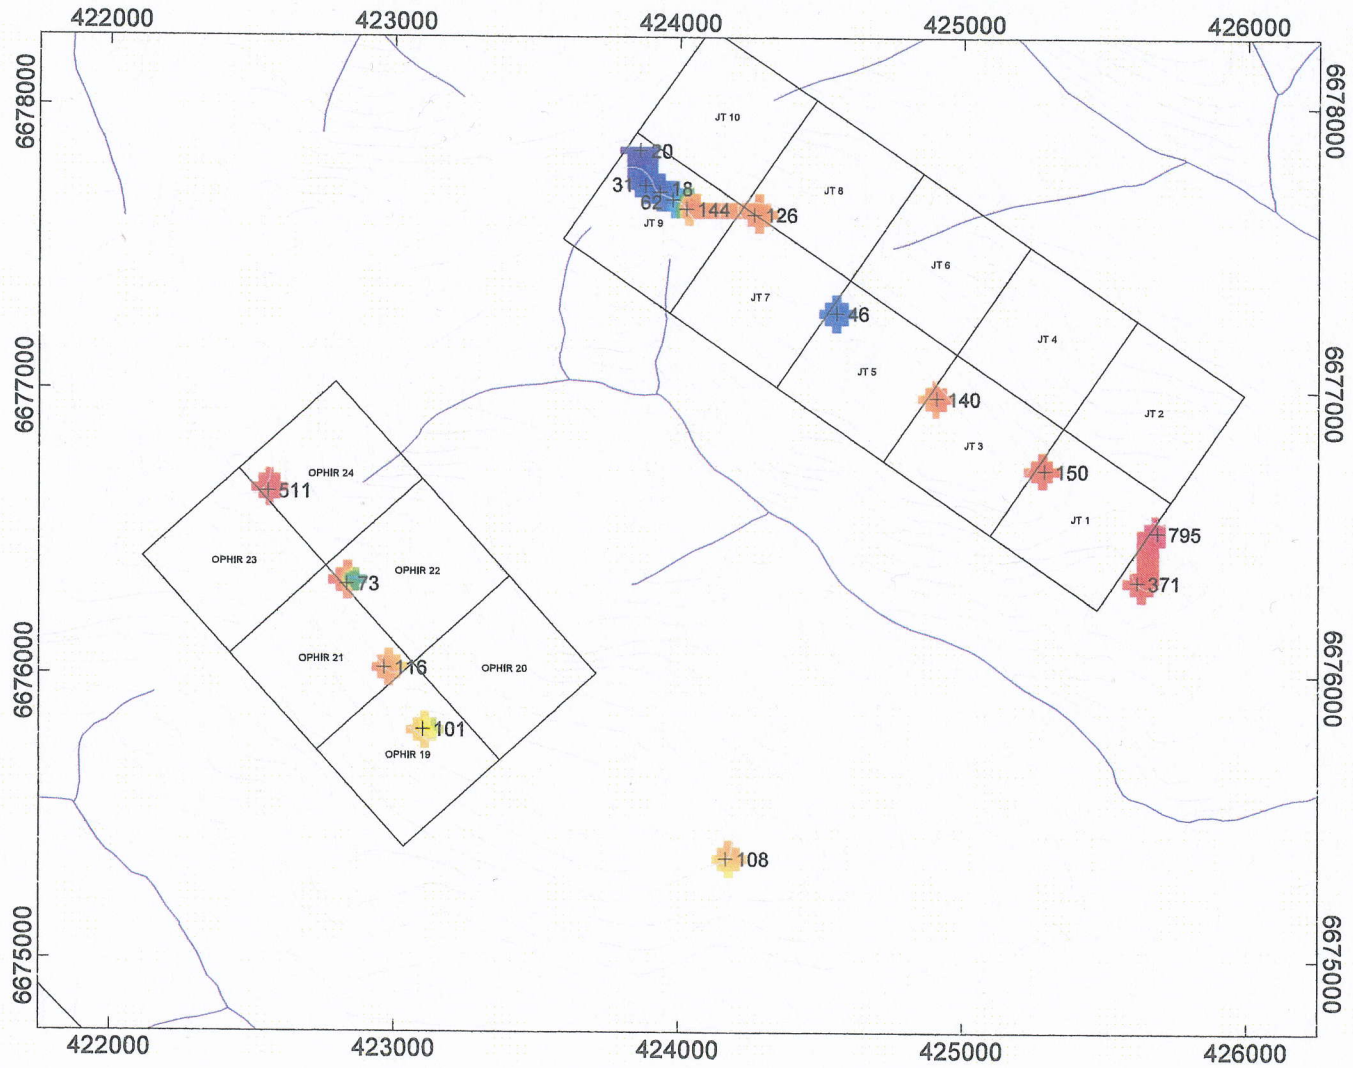 422000 423000 424000 425000 426000
6678000 6678000
JT 10
20
31 18
62 144 126
JT 8
JT 9
JT 6
JT 7
46
JT 4
JT 5
6677000 6677000
140
JT 2
JT 3
150
OPHIR 24
511
JT 1
795
OPHIR 23
OPHIR 22
73
371
OPHIR 21
116
OPHIR 20
6676000 6676000
101
OPHIR 19
108
6675000 6675000
422000 423000 424000 425000 426000